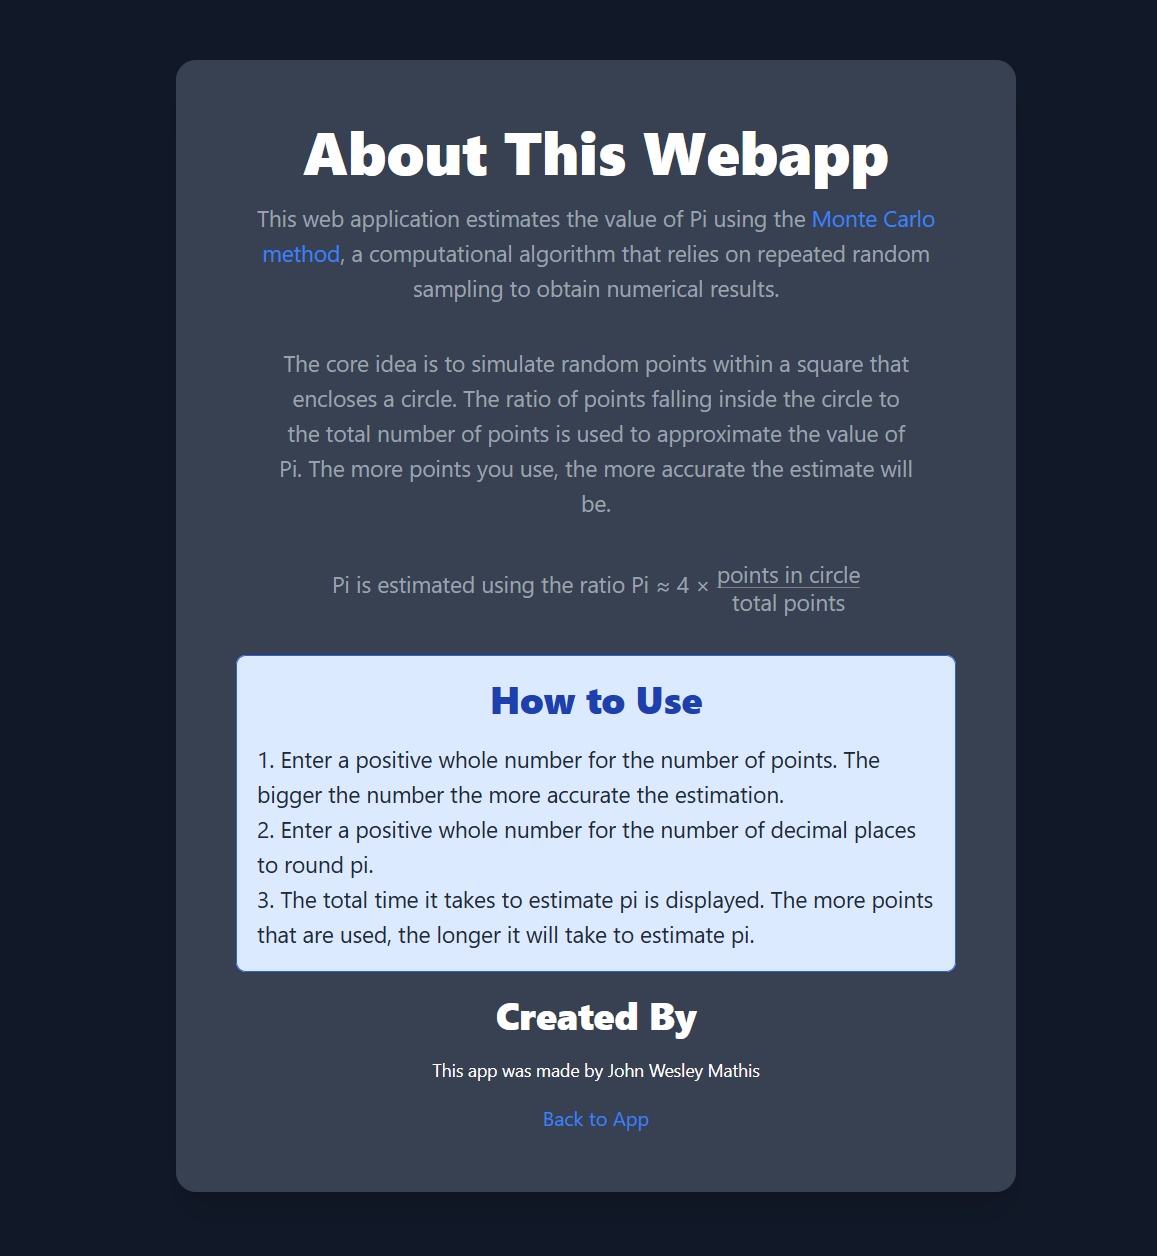 About This Webapp
This web application estimates the value of Pi using the Monte Carlo
method, a computational algorithm that relies on repeated random
sampling to obtain numerical results.
The core idea is to simulate random points within a square that
encloses a circle. The ratio of points falling inside the circle to
the total number of points is used to approximate the value of
Pi. The more points you use, the more accurate the estimate will
be.
Pi is estimated using the ratio Pi ≈ 4 × points in circle
total points
How to Use
1. Enter a positive whole number for the number of points. The
bigger the number the more accurate the estimation.
2. Enter a positive whole number for the number of decimal places
to round pi.
3. The total time it takes to estimate pi is displayed. The more points
that are used, the longer it will take to estimate pi.
Created By
This app was made by John Wesley Mathis
Back to App